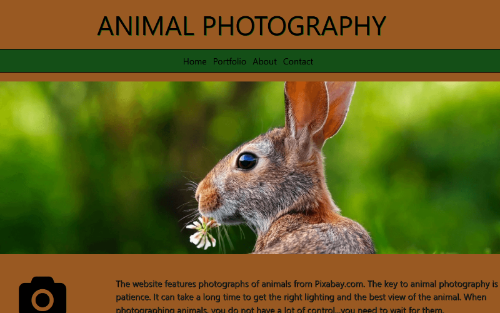 ANIMAL PHOTOGRAPHY
Home Portfolio About Contact
The website features photographs of animals from Pixabay.com. The key to animal photography is
patience. It can take a long time to get the right lighting and the best view of the animal. When
photographing animals, you do not have a lot of control...you need to wait for them.